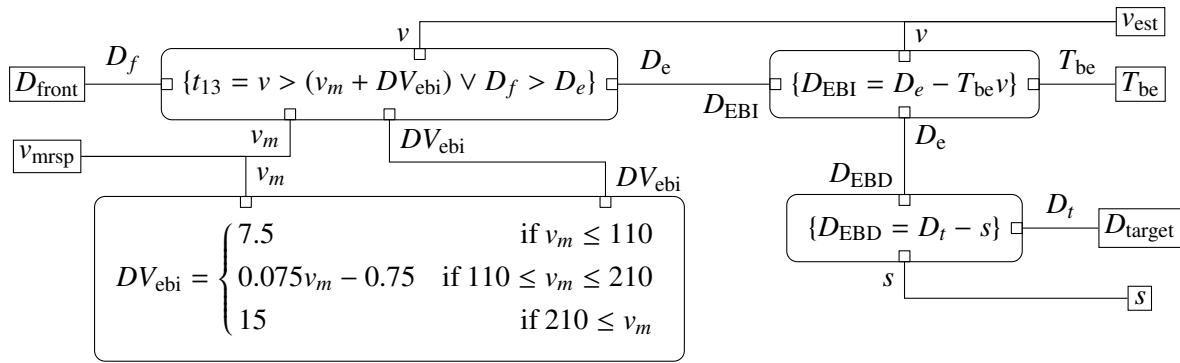 v v v_est
D_f D_e T_be
D_front {t_13 = v > (v_m + DV_ebi) ∨ D_f > D_e} {D_EBI = D_e − T_be v} T_be
D_EBI
v_m DV_ebi D_e
v_mrsp
v_m DV_ebi D_EBD
D_t
{D_EBD = D_t − s} D_target
7.5 if v_m ≤ 110
DV_ebi = { 0.075v_m − 0.75 if 110 ≤ v_m ≤ 210
15 if 210 ≤ v_m
s s